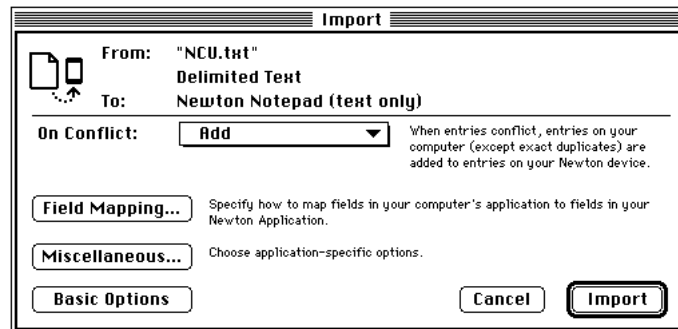 Import
From: "NCU.txt"
Delimited Text
To: Newton Notepad (text only)
On Conflict: Add
When entries conflict, entries on your
computer (except exact duplicates) are
added to entries on your Newton device.
Field Mapping...
Specify how to map fields in your computer's application to fields in your
Newton Application.
Miscellaneous...
Choose application-specific options.
Basic Options
Cancel
Import